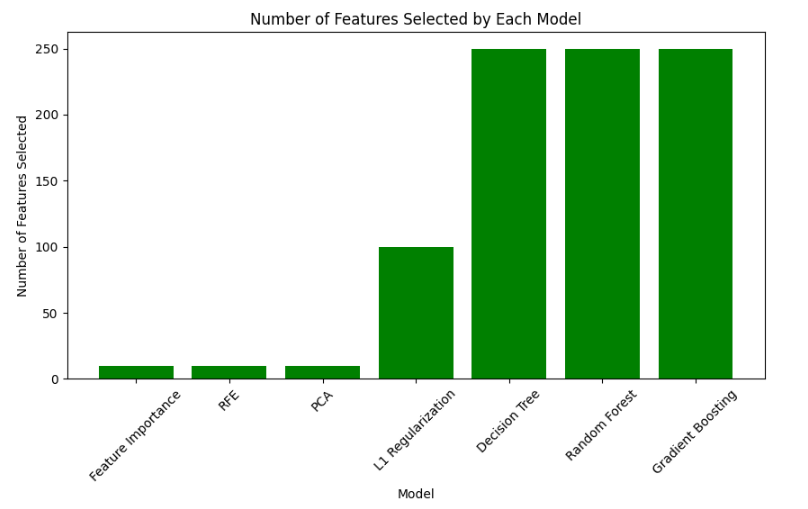 Number of Features Selected by Each Model
Number of Features Selected
250
200
150
100
50
0
Feature Importance
RFE
PCA
L1 Regularization
Decision Tree
Random Forest
Gradient Boosting
Model